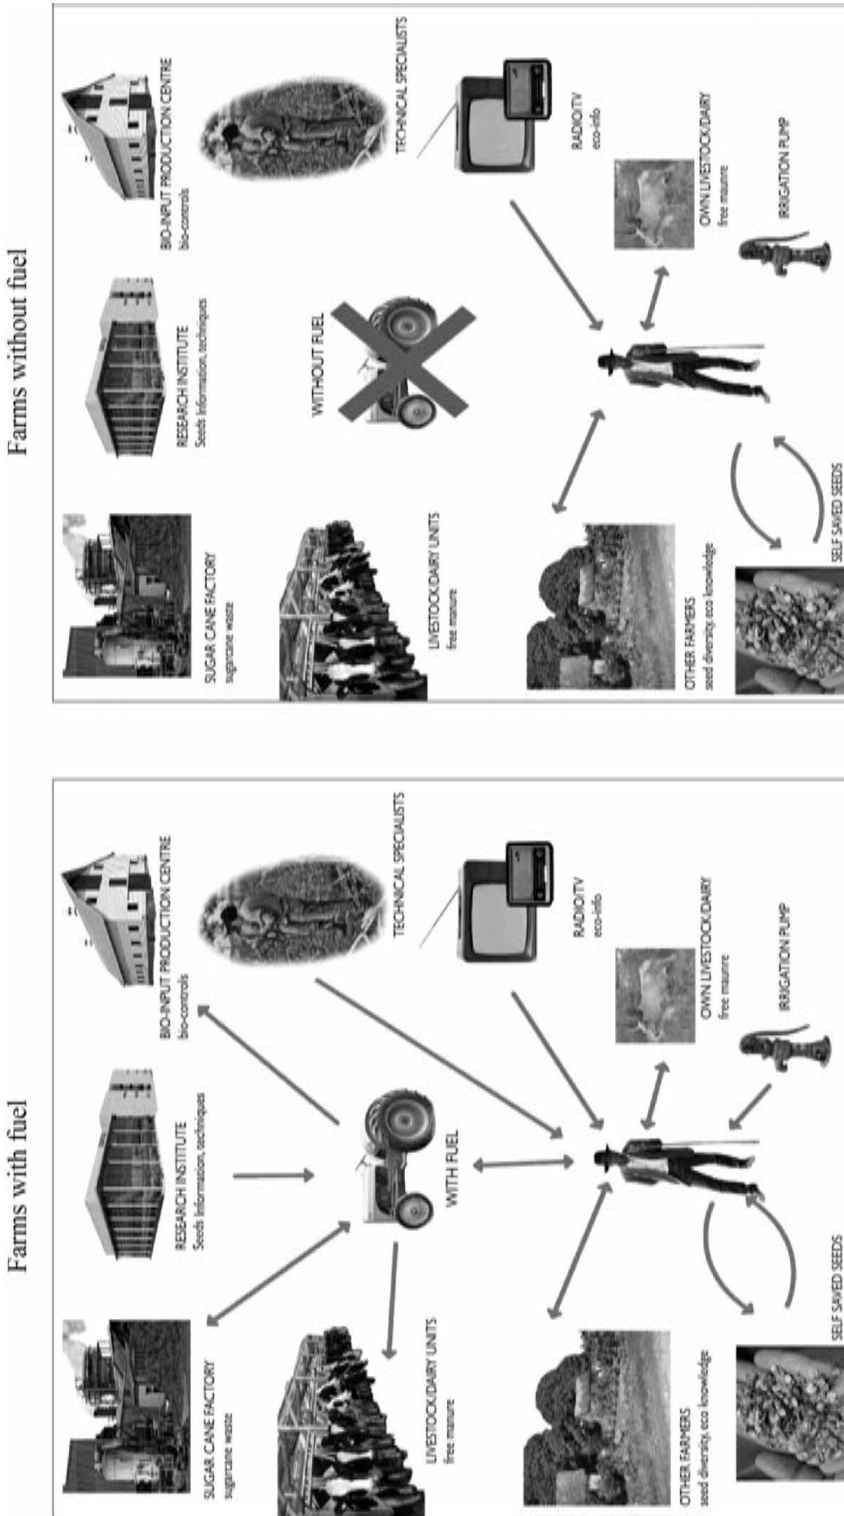 Farms with fuel
SUGAR CANE FACTORY
sugarcane waste
RESEARCH INSTITUTE
Seeds Information, techniques
BIO-INPUT PRODUCTION CENTRE
bio-controls
LIVESTOCK/DAIRY UNITS
free manure
WITH FUEL
TECHNICAL SPECIALISTS
RADIO/TV
eco-info
OTHER FARMERS
seed diversity, eco knowledge
OWN LIVESTOCK/DAIRY
free maunre
IRRIGATION PUMP
SELF SAVED SEEDS
Farms without fuel
SUGAR CANE FACTORY
sugarcane waste
RESEARCH INSTITUTE
Seeds Information, techniques
BIO-INPUT PRODUCTION CENTRE
bio-controls
LIVESTOCK/DAIRY UNITS
free manure
WITHOUT FUEL
TECHNICAL SPECIALISTS
RADIO/TV
eco-info
OTHER FARMERS
seed diversity, eco knowledge
OWN LIVESTOCK/DAIRY
free maunre
IRRIGATION PUMP
SELF SAVED SEEDS